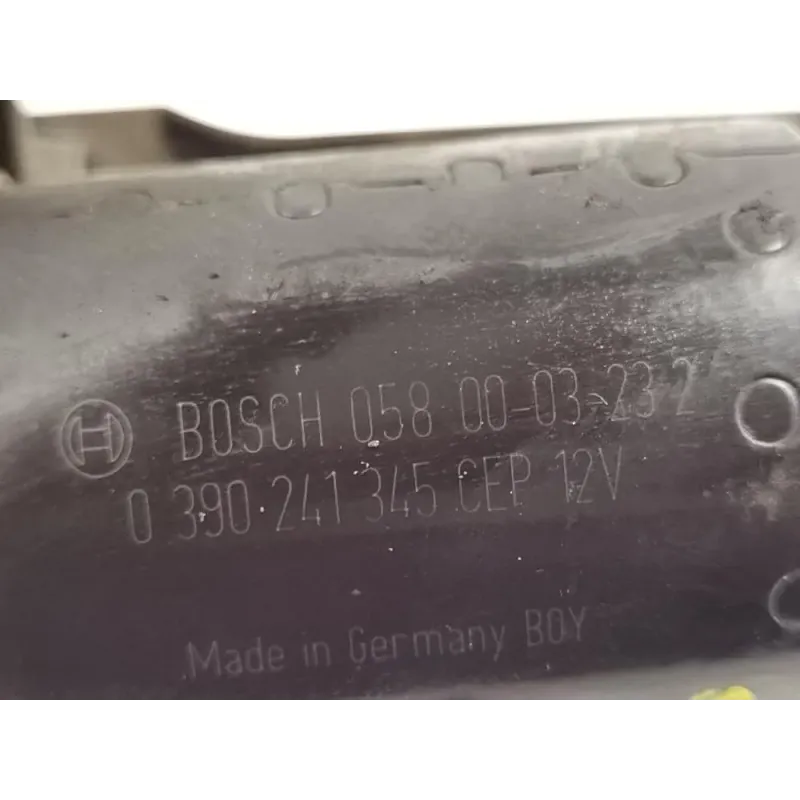 BOSCH 058 00-03-23 2
0 390 241 345 CEP 12V
Made in Germany BOY